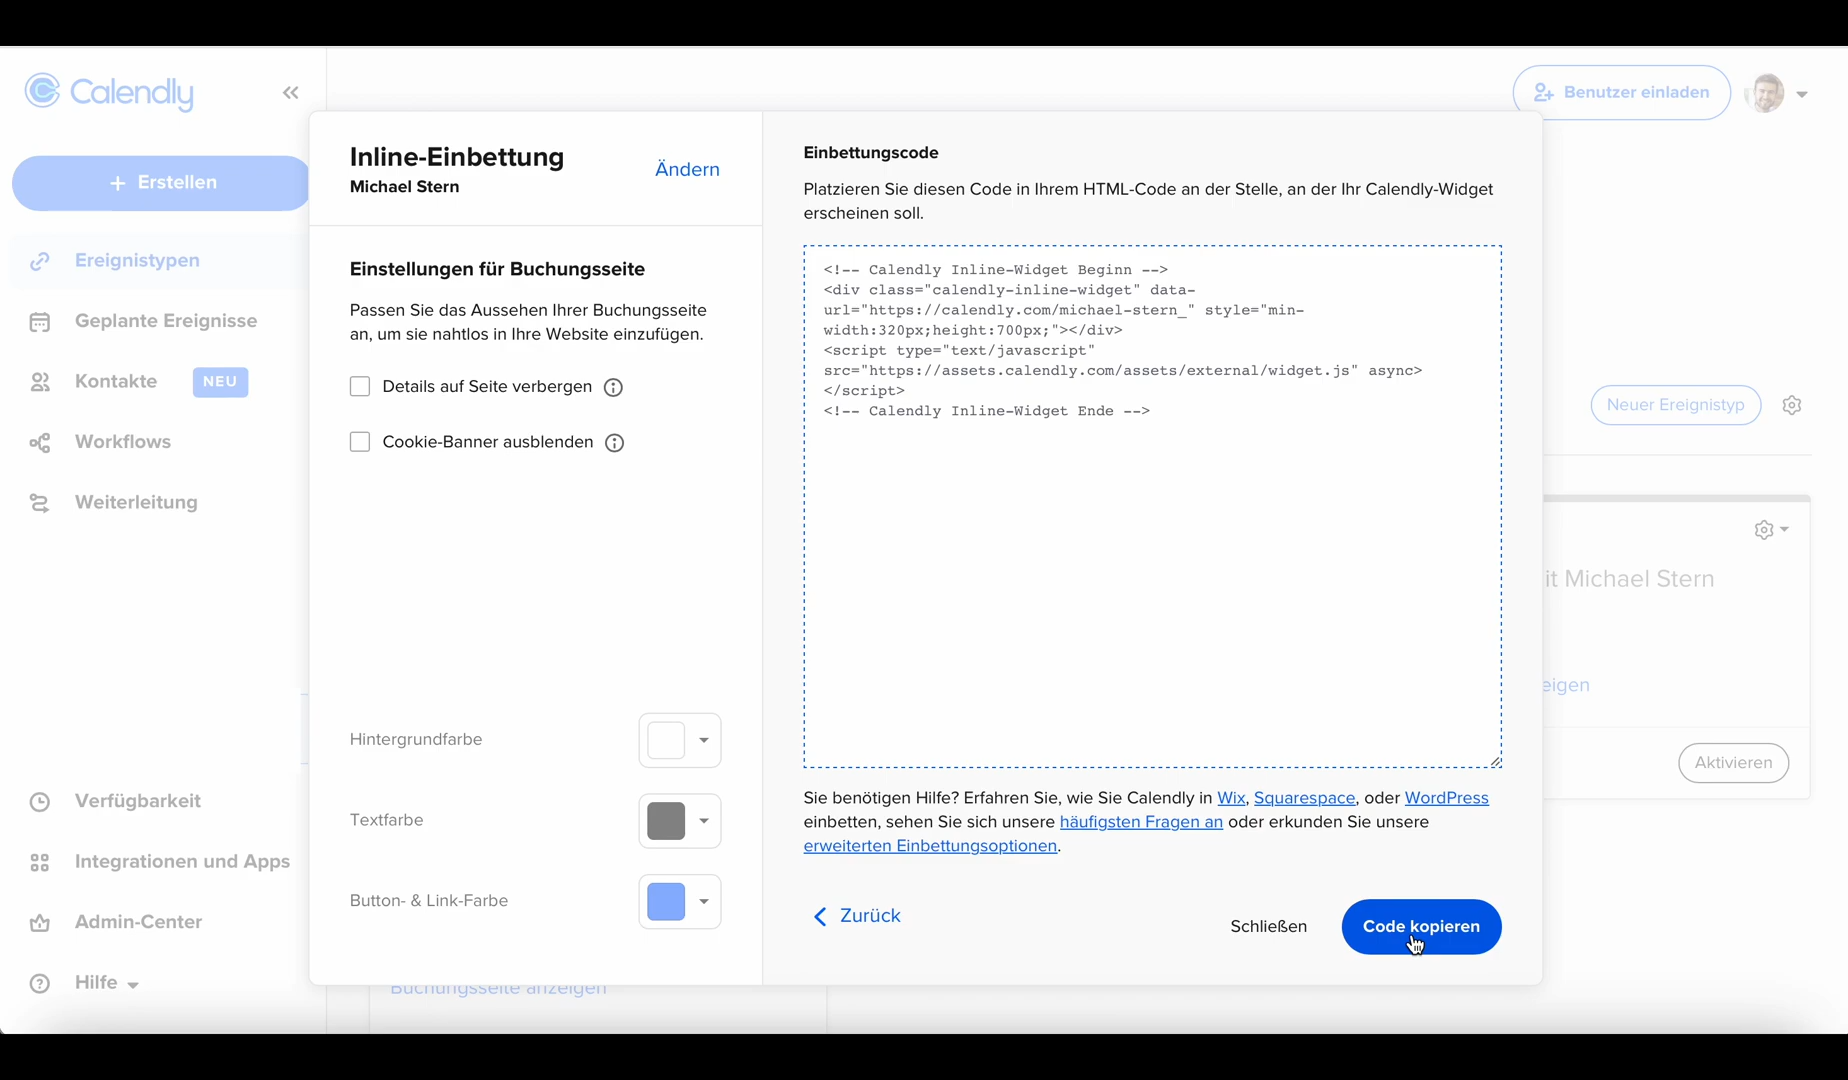 Calendly
Benutzer einladen
+ Erstellen
Ereignistypen
Geplante Ereignisse
Kontakte NEU
Workflows
Weiterleitung
Verfügbarkeit
Integrationen und Apps
Admin-Center
Hilfe
Inline-Einbettung
Michael Stern
Ändern
Einstellungen für Buchungsseite
Passen Sie das Aussehen Ihrer Buchungsseite
an, um sie nahtlos in Ihre Website einzufügen.
Details auf Seite verbergen
Cookie-Banner ausblenden
Hintergrundfarbe
Textfarbe
Button- & Link-Farbe
Einbettungscode
Platzieren Sie diesen Code in Ihrem HTML-Code an der Stelle, an der Ihr Calendly-Widget
erscheinen soll.
<!-- Calendly Inline-Widget Beginn -->
<div class="calendly-inline-widget" data-
url="https://calendly.com/michael-stern_" style="min-
width:320px;height:700px;"></div>
<script type="text/javascript"
src="https://assets.calendly.com/assets/external/widget.js" async>
</script>
<!-- Calendly Inline-Widget Ende -->
Sie benötigen Hilfe? Erfahren Sie, wie Sie Calendly in Wix, Squarespace, oder WordPress
einbetten, sehen Sie sich unsere häufigsten Fragen an oder erkunden Sie unsere
erweiterten Einbettungsoptionen.
Zurück
Schließen
Code kopieren
Neuer Ereignistyp
it Michael Stern
eigen
Aktivieren
Buchungsseite anzeigen